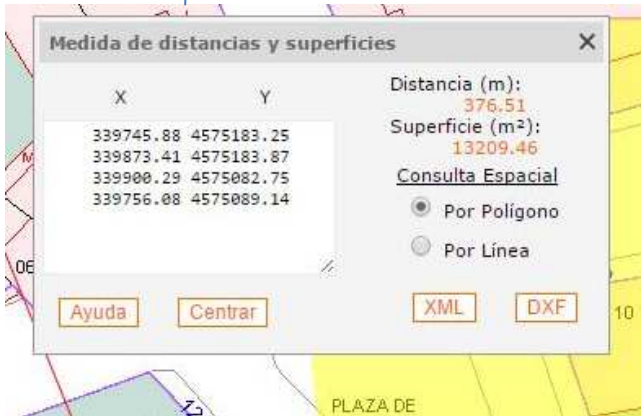 Medida de distancias y superficies
X Y
339745.88 4575183.25
339873.41 4575183.87
339900.29 4575082.75
339756.08 4575089.14
Distancia (m):
376.51
Superficie (m²):
13209.46
Consulta Espacial
Por Polígono
Por Línea
Ayuda
Centrar
XML
DXF
M
06
10
PLAZA DE